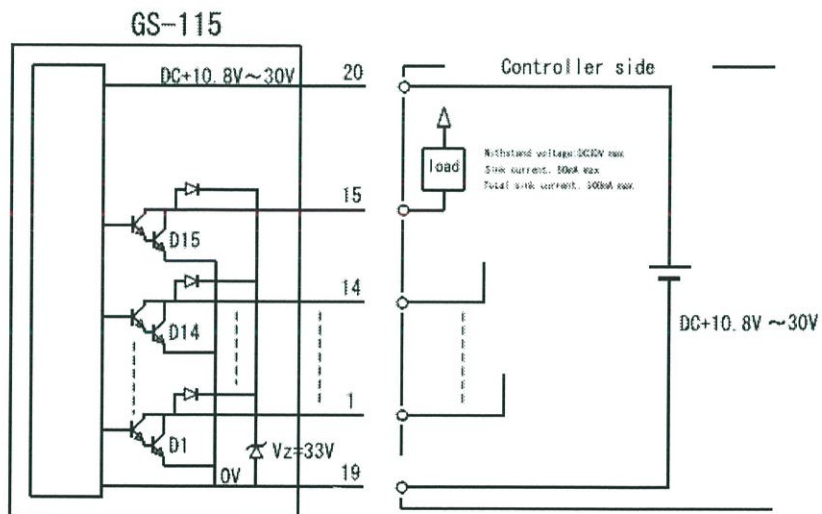 GS-115
DC+10.8V～30V
20
Controller side
load
Withstand voltage:DC30V max
Sink current. 50mA max
Total sink current. 500mA max
15
D15
14
D14
DC+10.8V ～30V
1
D1
Vz=33V
0V
19